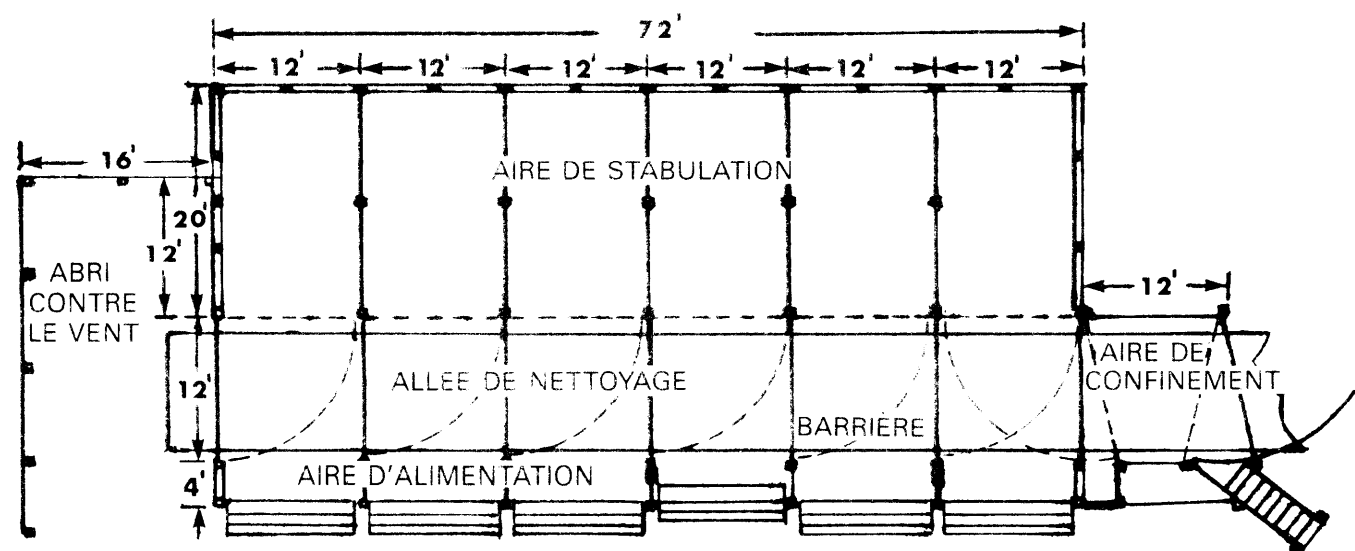 72'
12' 12' 12' 12' 12' 12'
16'
AIRE DE STABULATION
20'
12'
ABRI
CONTRE
LE VENT
12'
AIRE DE
CONFINEMENT
12'
ALLEE DE NETTOYAGE
BARRIERE
AIRE D'ALIMENTATION
4'